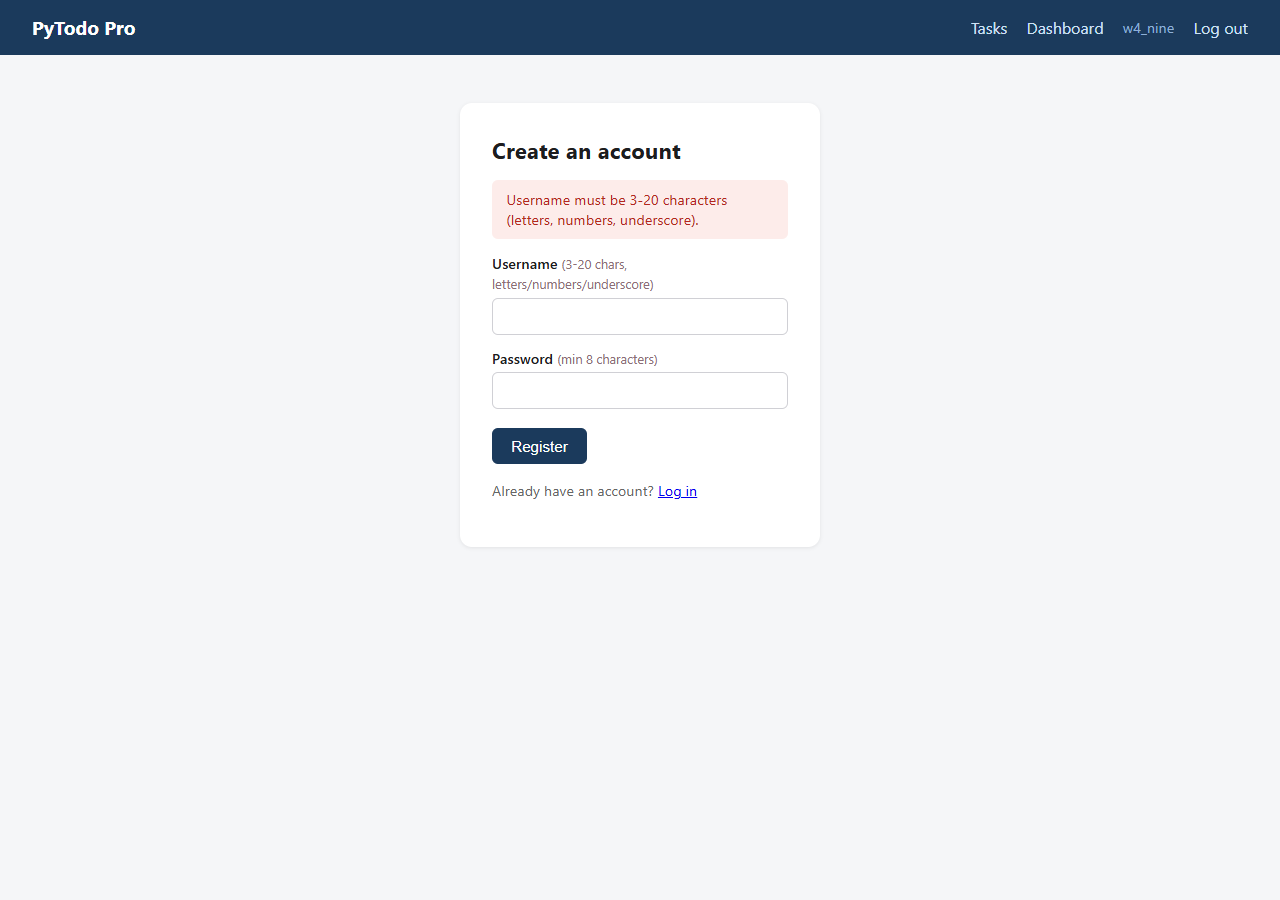 PyTodo Pro
Tasks Dashboard w4_nine Log out
Create an account
Username must be 3-20 characters
(letters, numbers, underscore).
Username (3-20 chars,
letters/numbers/underscore)
Password (min 8 characters)
Register
Already have an account? Log in